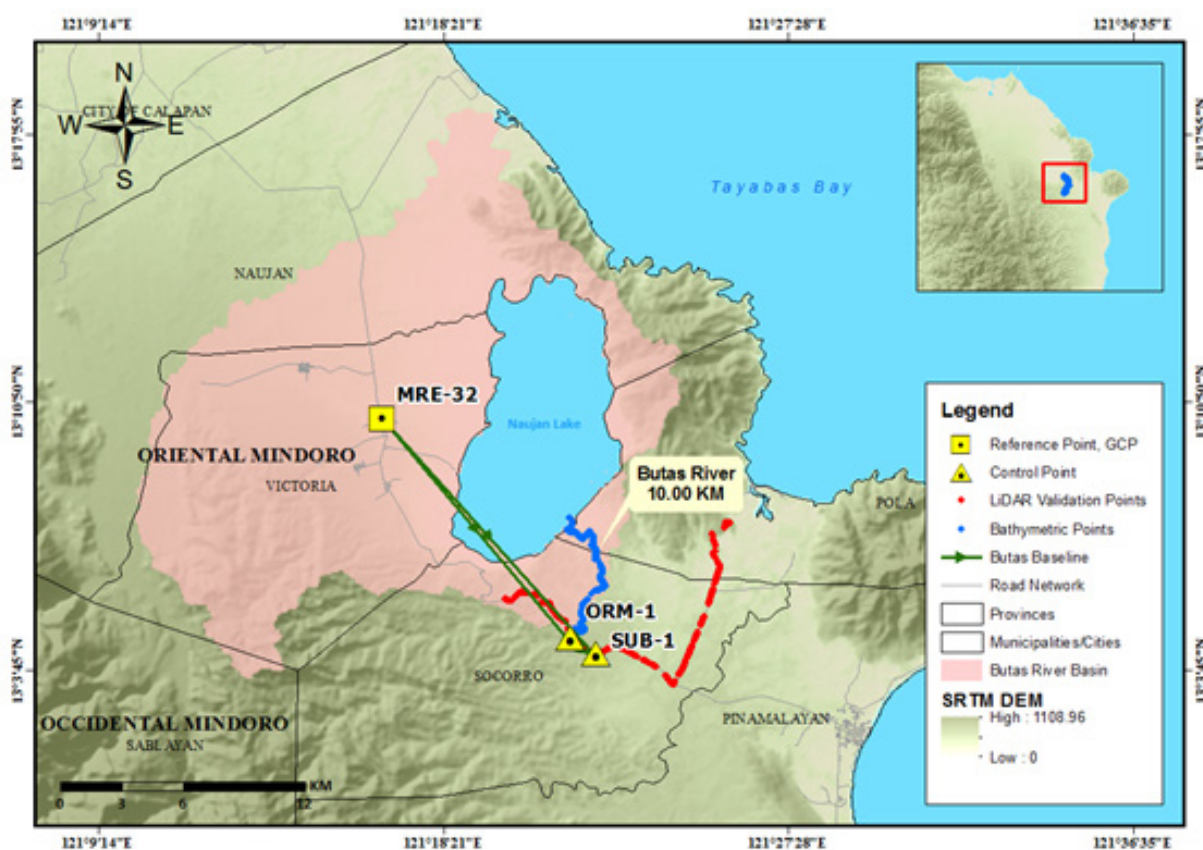 121°9'14"E 121°18'21"E 121°27'28"E 121°36'35"E
N
W E
S
CITY OF CALAPAN
13°17'55"N
Tayabas Bay
NAUJAN
13°10'50"N
MRE-32
Naujan Lake
ORIENTAL MINDORO
VICTORIA
Butas River
10.00 KM
POLA
ORM-1
SUB-1
13°3'45"N
SOCORRO
PINAMALAYAN
OCCIDENTAL MINDORO
SABLAYAN
KM
0 3 6 12
Legend
Reference Point, GCP
Control Point
LiDAR Validation Points
Bathymetric Points
Butas Baseline
Road Network
Provinces
Municipalities/Cities
Butas River Basin
SRTM DEM
High : 1108.96
Low : 0
121°9'14"E 121°18'21"E 121°27'28"E 121°36'35"E